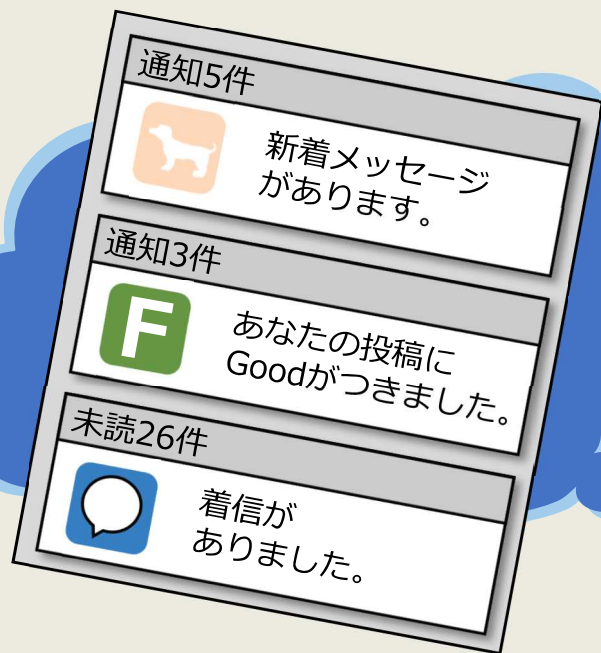 通知5件
新着メッセージ
があります。
通知3件
F
あなたの投稿に
Goodがつきました。
未読26件
着信が
ありました。